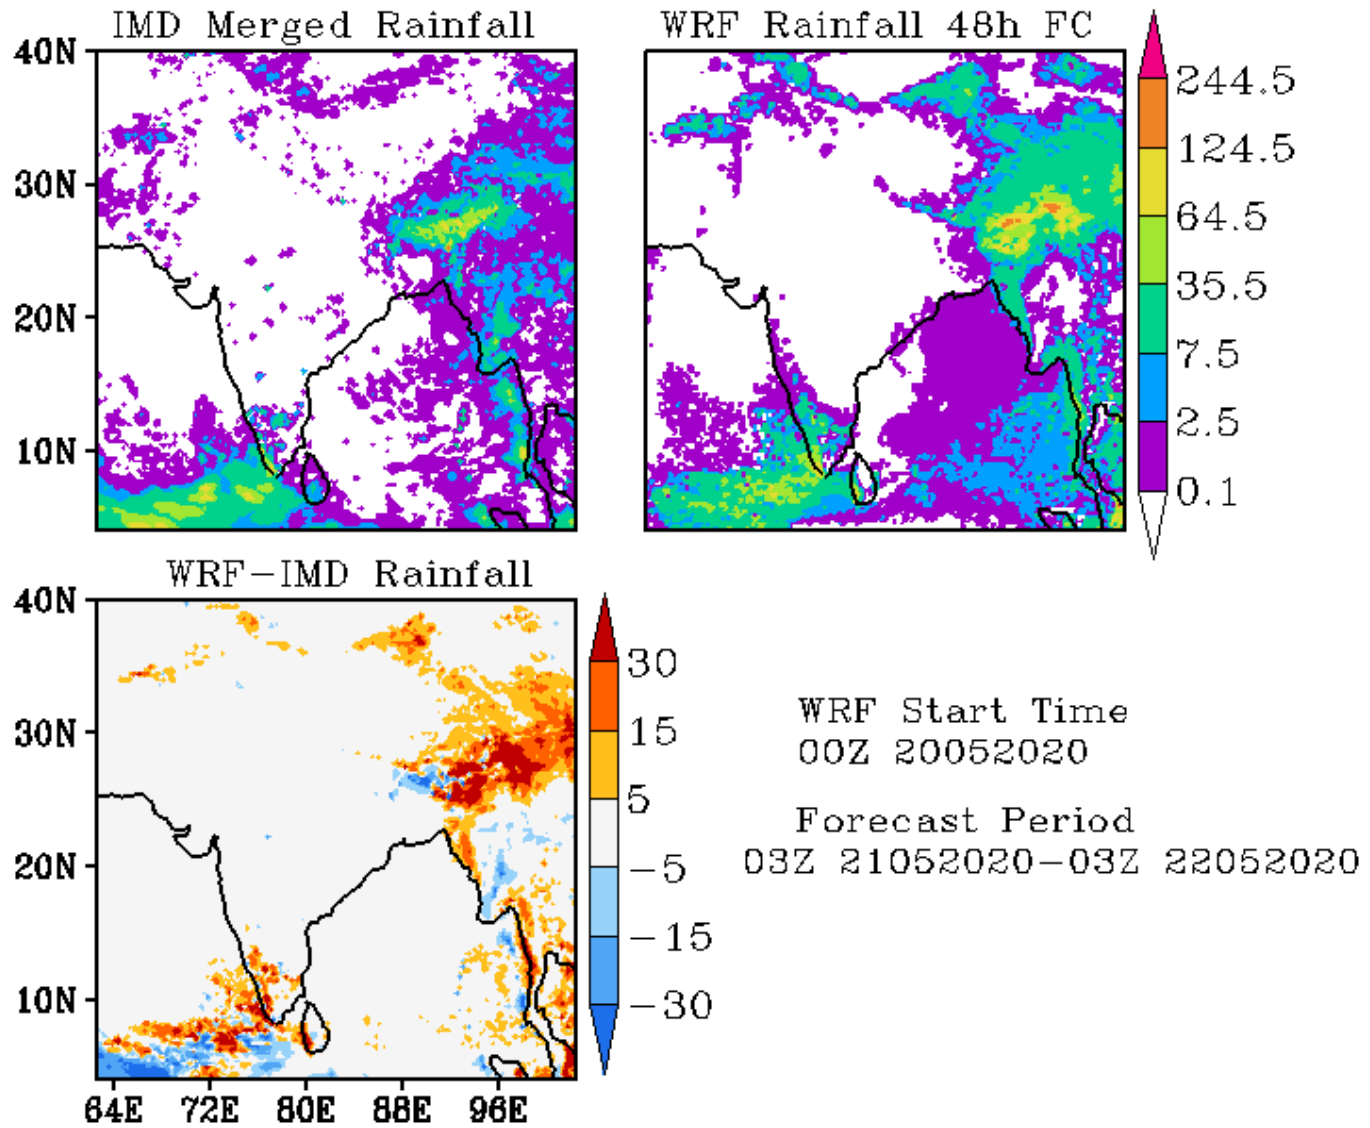 IMD Merged Rainfall
WRF Rainfall 48h FC
40N
30N
20N
10N
244.5
124.5
64.5
35.5
7.5
2.5
0.1
WRF-IMD Rainfall
40N
30N
20N
10N
64E 72E 80E 88E 96E
30
15
5
-5
-15
-30
WRF Start Time
00Z 20052020
Forecast Period
03Z 21052020-03Z 22052020